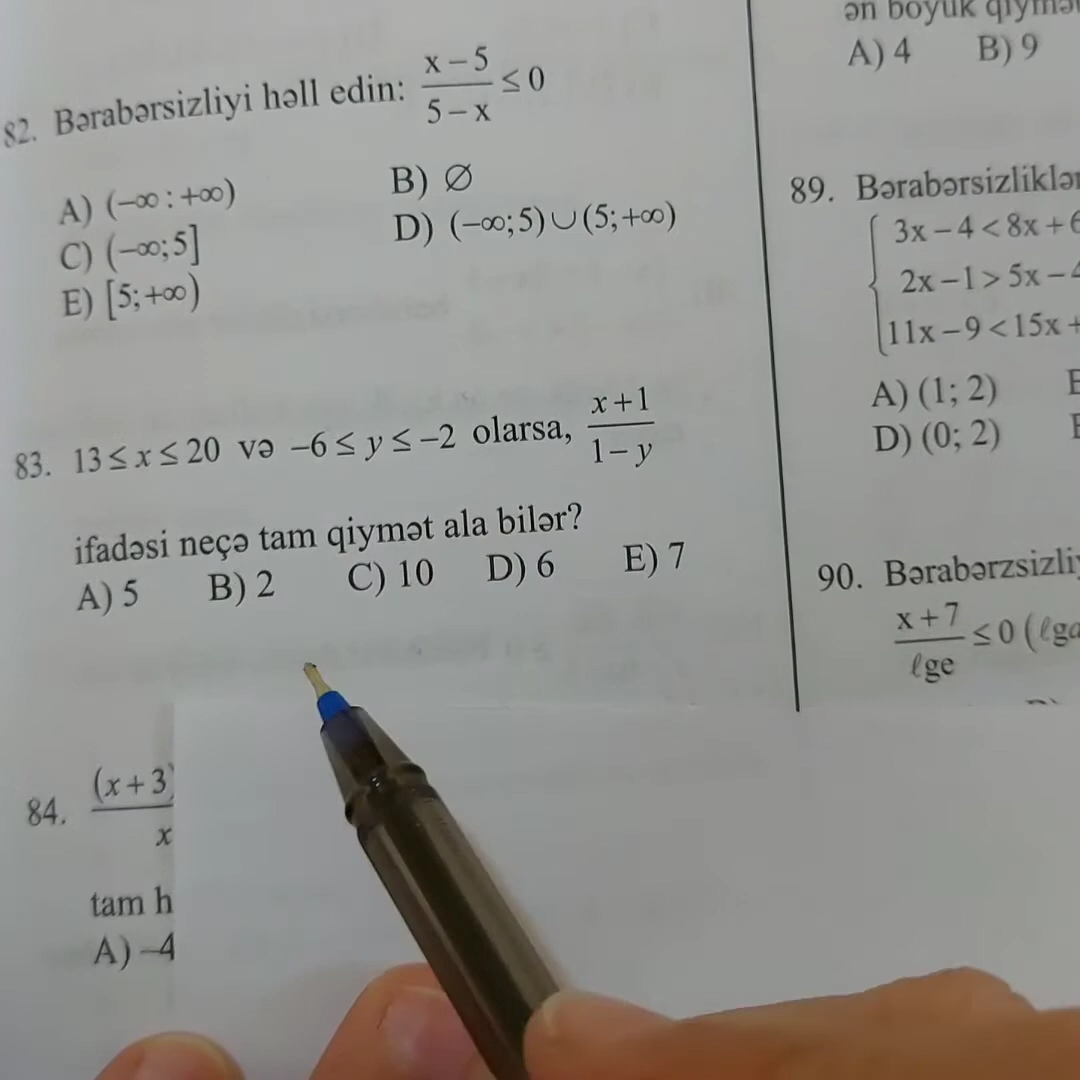 82. Bərabərsizliyi həll edin: (x − 5)/(5 − x) ≤ 0
A) (−∞ ; +∞)   B) ∅
C) (−∞; 5]   D) (−∞; 5) ∪ (5; +∞)
E) [5; +∞)
83. 13 ≤ x ≤ 20 və −6 ≤ y ≤ −2 olarsa, (x + 1)/(1 − y)
ifadəsi neçə tam qiymət ala bilər?
A) 5   B) 2   C) 10   D) 6   E) 7
84. (x + 3)
x
tam h
A) −4
ən böyük
A) 4   B) 9
89.
3x − 4 < 8x + 6
2x − 1 > 5x −
11x − 9 < 15x +
A) (1; 2)
D) (0; 2)
90.
(x + 7)/ℓge ≤ 0